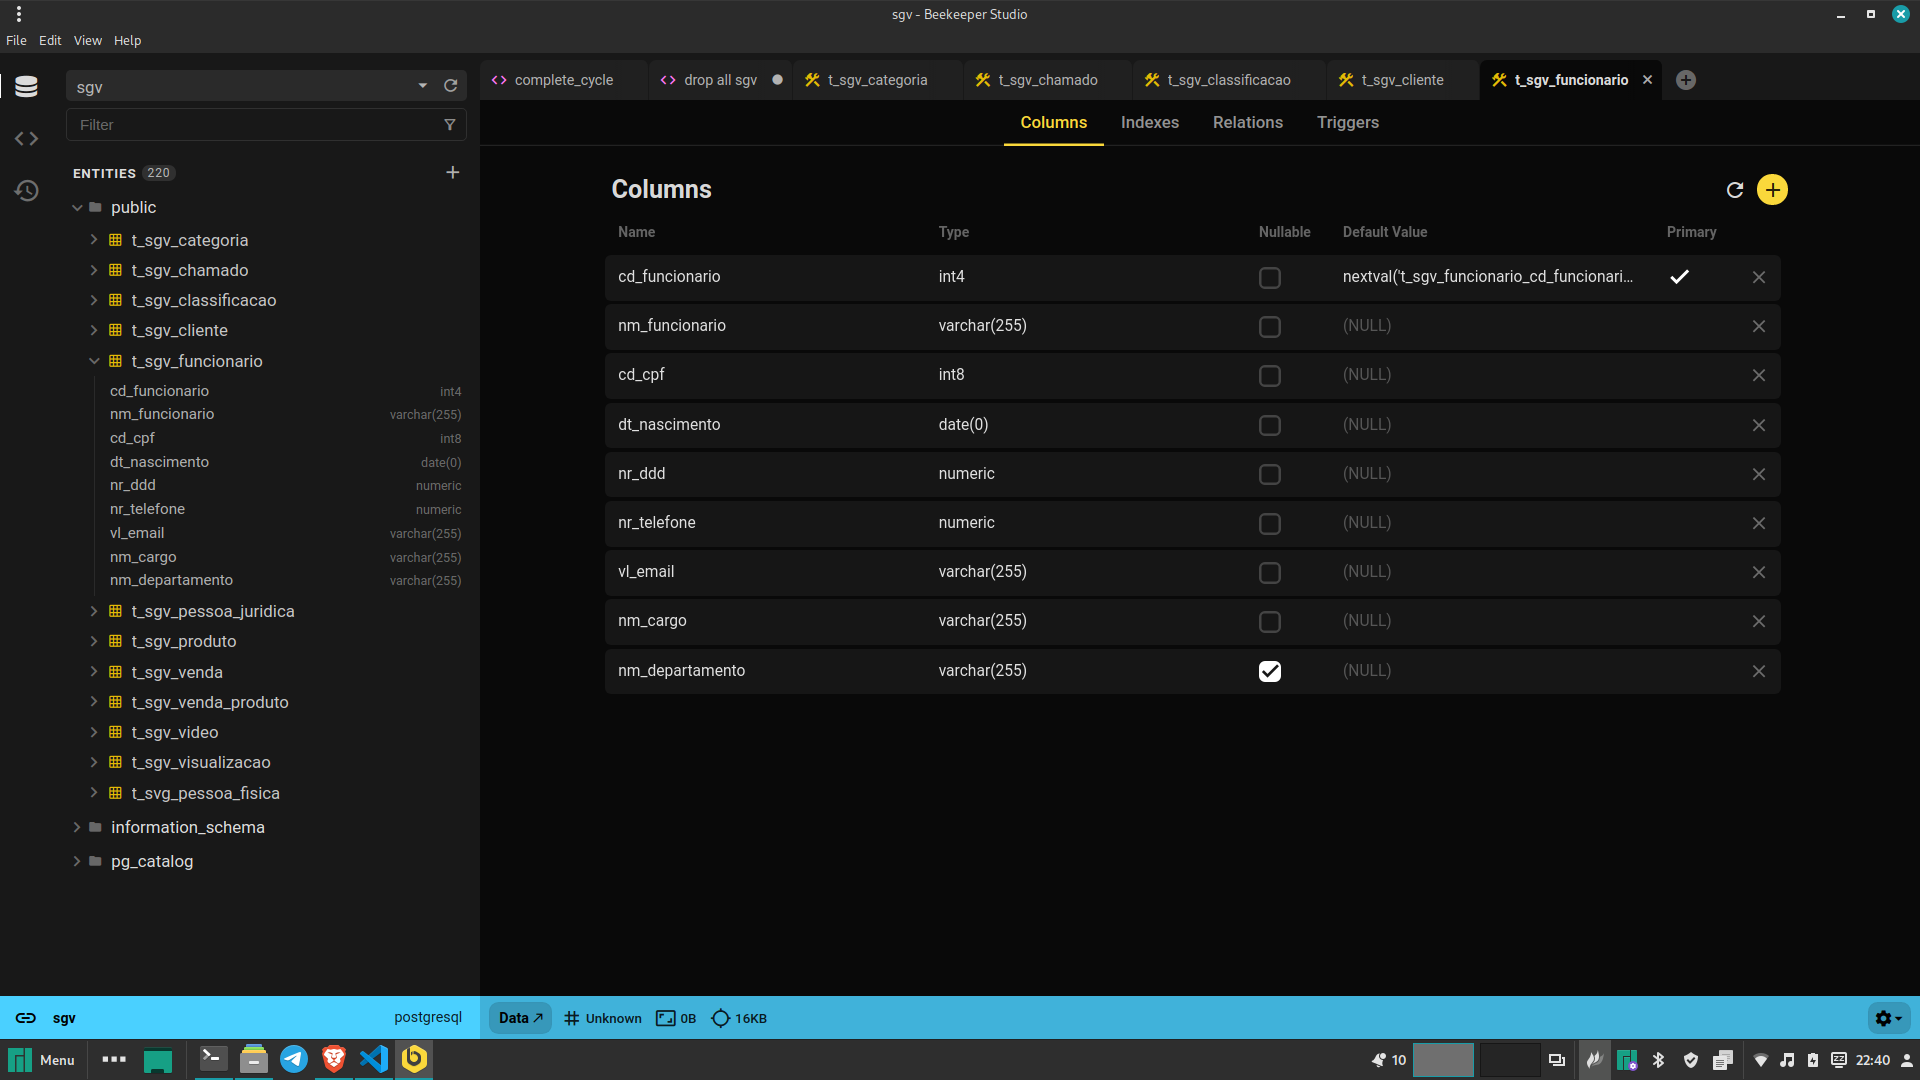 sgv - Beekeeper Studio
File Edit View Help
sgv
Filter
ENTITIES 220
public
t_sgv_categoria
t_sgv_chamado
t_sgv_classificacao
t_sgv_cliente
t_sgv_funcionario
cd_funcionario int4
nm_funcionario varchar(255)
cd_cpf int8
dt_nascimento date(0)
nr_ddd numeric
nr_telefone numeric
vl_email varchar(255)
nm_cargo varchar(255)
nm_departamento varchar(255)
t_sgv_pessoa_juridica
t_sgv_produto
t_sgv_venda
t_sgv_venda_produto
t_sgv_video
t_sgv_visualizacao
t_svg_pessoa_fisica
information_schema
pg_catalog
complete_cycle drop all sgv t_sgv_categoria t_sgv_chamado t_sgv_classificacao t_sgv_cliente t_sgv_funcionario
Columns Indexes Relations Triggers
Columns
Name Type Nullable Default Value Primary
cd_funcionario int4 nextval('t_sgv_funcionario_cd_funcionari...
nm_funcionario varchar(255) (NULL)
cd_cpf int8 (NULL)
dt_nascimento date(0) (NULL)
nr_ddd numeric (NULL)
nr_telefone numeric (NULL)
vl_email varchar(255) (NULL)
nm_cargo varchar(255) (NULL)
nm_departamento varchar(255) (NULL)
sgv postgresql Data Unknown 0B 16KB
Menu 10 22:40